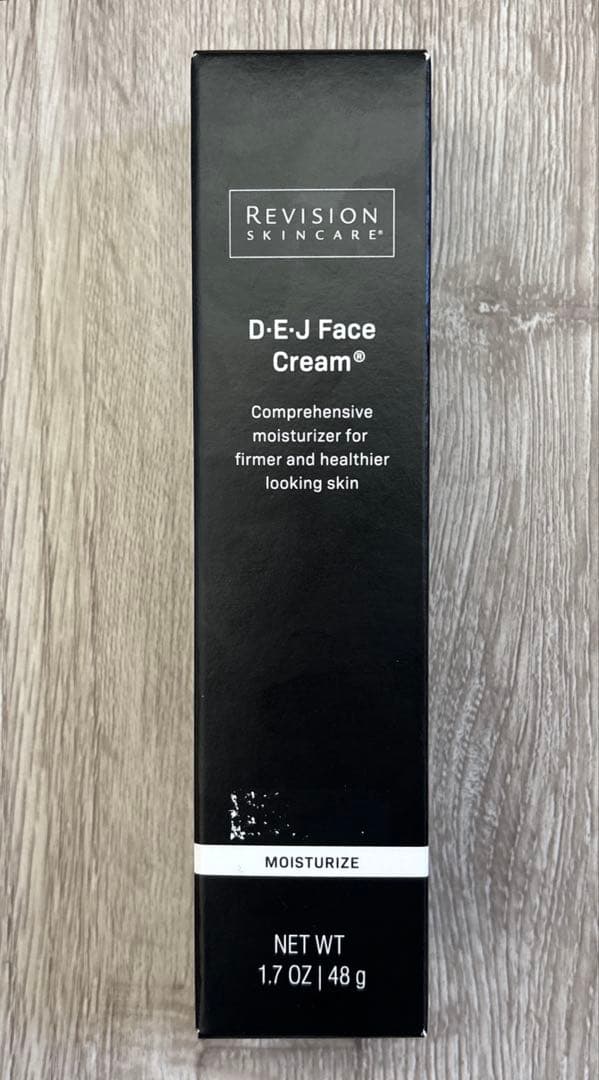 REVISION
SKINCARE®
D·E·J Face
Cream®
Comprehensive
moisturizer for
firmer and healthier
looking skin
MOISTURIZE
NET WT
1.7 OZ | 48 g